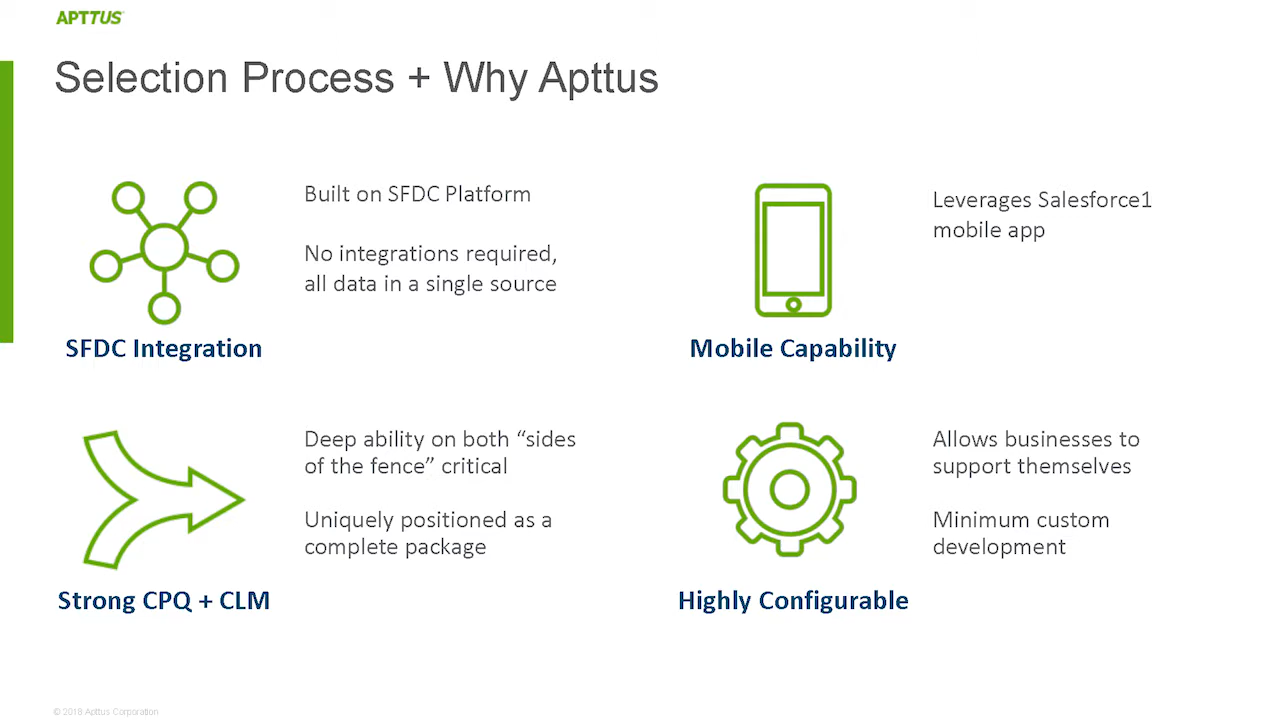 APTTUS
Selection Process + Why Apttus
Built on SFDC Platform
No integrations required,
all data in a single source
SFDC Integration
Leverages Salesforce1
mobile app
Mobile Capability
Deep ability on both “sides
of the fence” critical
Uniquely positioned as a
complete package
Strong CPQ + CLM
Allows businesses to
support themselves
Minimum custom
development
Highly Configurable
© 2018 Apttus Corporation